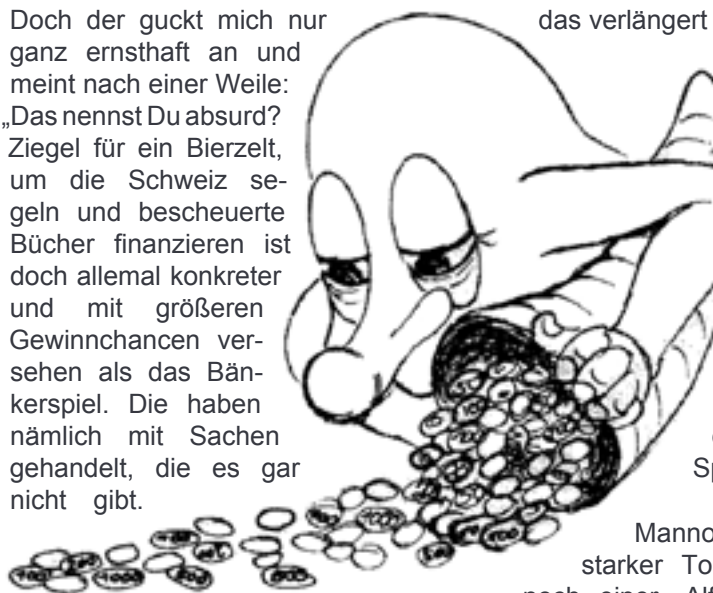 Doch der guckt mich nur
ganz ernsthaft an und
meint nach einer Weile:
„Das nennst Du absurd?
Ziegel für ein Bierzelt,
um die Schweiz se-
geln und bescheuerte
Bücher finanzieren ist
doch allemal konkreter
und mit größeren
Gewinnchancen ver-
sehen als das Bän-
kerspiel. Die haben
nämlich mit Sachen
gehandelt, die es gar
nicht gibt.
das verlängert
Manno
starker To